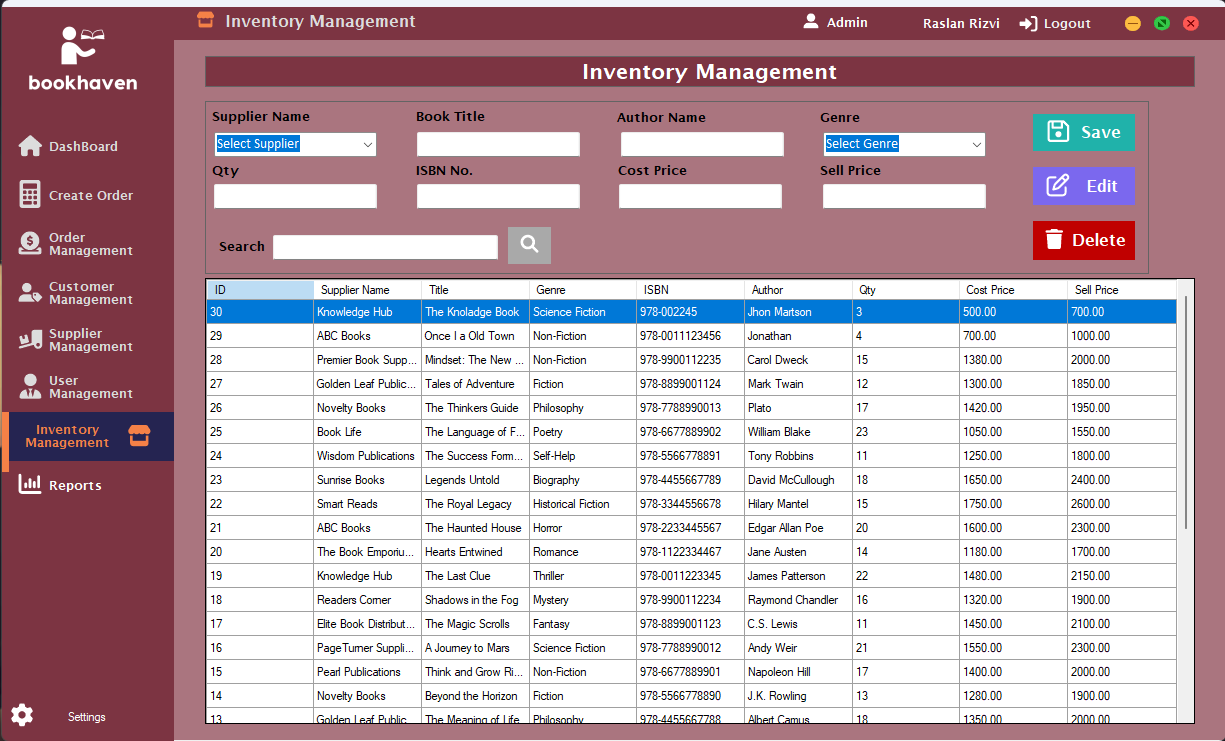 Inventory Management
Admin
Raslan Rizvi
Logout
bookhaven
DashBoard
Create Order
Order
Management
Customer
Management
Supplier
Management
User
Management
Inventory
Management
Reports
Settings
Inventory Management
Supplier Name Book Title Author Name Genre
Select Supplier Select Genre
Qty ISBN No. Cost Price Sell Price
Search
Save
Edit
Delete
ID Supplier Name Title Genre ISBN Author Qty Cost Price Sell Price
30 Knowledge Hub The Knoladge Book Science Fiction 978-002245 Jhon Martson 3 500.00 700.00
29 ABC Books Once I a Old Town Non-Fiction 978-0011123456 Jonathan 4 700.00 1000.00
28 Premier Book Supp... Mindset: The New ... Non-Fiction 978-9900112235 Carol Dweck 15 1380.00 2000.00
27 Golden Leaf Public... Tales of Adventure Fiction 978-8899001124 Mark Twain 12 1300.00 1850.00
26 Novelty Books The Thinkers Guide Philosophy 978-7788990013 Plato 17 1420.00 1950.00
25 Book Life The Language of F... Poetry 978-6677889902 William Blake 23 1050.00 1550.00
24 Wisdom Publications The Success Form... Self-Help 978-5566778891 Tony Robbins 11 1250.00 1800.00
23 Sunrise Books Legends Untold Biography 978-4455667789 David McCullough 18 1650.00 2400.00
22 Smart Reads The Royal Legacy Historical Fiction 978-3344556678 Hilary Mantel 15 1750.00 2600.00
21 ABC Books The Haunted House Horror 978-2233445567 Edgar Allan Poe 20 1600.00 2300.00
20 The Book Emporiu... Hearts Entwined Romance 978-1122334467 Jane Austen 14 1180.00 1700.00
19 Knowledge Hub The Last Clue Thriller 978-0011223345 James Patterson 22 1480.00 2150.00
18 Readers Corner Shadows in the Fog Mystery 978-9900112234 Raymond Chandler 16 1320.00 1900.00
17 Elite Book Distribut... The Magic Scrolls Fantasy 978-8899001123 C.S. Lewis 11 1450.00 2100.00
16 PageTurner Suppli... A Journey to Mars Science Fiction 978-7788990012 Andy Weir 21 1550.00 2300.00
15 Pearl Publications Think and Grow Ri... Non-Fiction 978-6677889901 Napoleon Hill 17 1400.00 2000.00
14 Novelty Books Beyond the Horizon Fiction 978-5566778890 J.K. Rowling 13 1280.00 1900.00
13 Golden Leaf Public... The Meaning of Life Philosophy 978-4455667788 Albert Camus 18 1350.00 2000.00